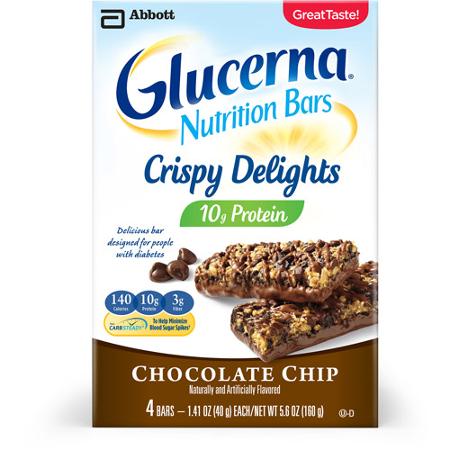 Abbott
Great Taste!
Glucerna®
Nutrition Bars
Crispy Delights
10g Protein
Delicious bar
designed for people
with diabetes
140 10g 3g
Calories Protein Fiber
CARBSTEADY®
To Help Minimize
Blood Sugar Spikes†
CHOCOLATE CHIP
Naturally and Artificially Flavored
4 BARS – 1.41 OZ (40 g) EACH/NET WT 5.6 OZ (160 g)
U-D